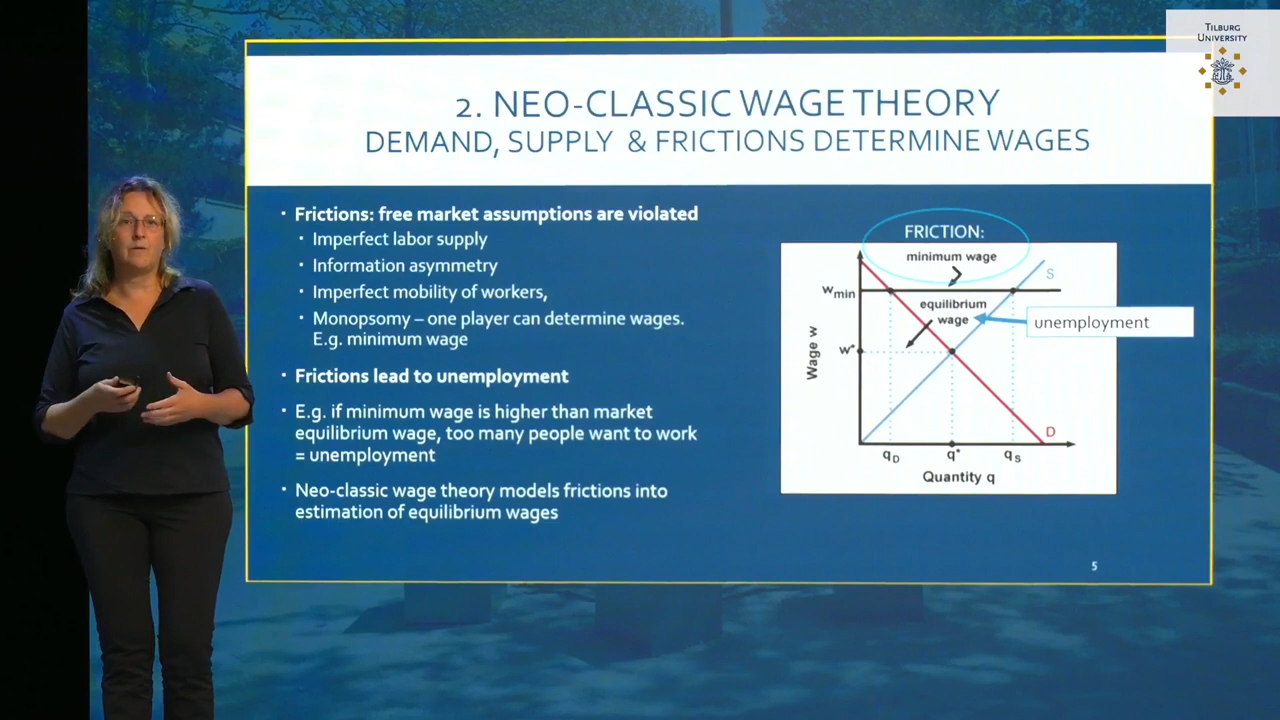 TILBURG
UNIVERSITY
2. NEO-CLASSIC WAGE THEORY
DEMAND, SUPPLY & FRICTIONS DETERMINE WAGES
· Frictions: free market assumptions are violated
· Imperfect labor supply
· Information asymmetry
· Imperfect mobility of workers,
· Monopsomy – one player can determine wages.
E.g. minimum wage
· Frictions lead to unemployment
· E.g. if minimum wage is higher than market
equilibrium wage, too many people want to work
= unemployment
· Neo-classic wage theory models frictions into
estimation of equilibrium wages
FRICTION:
minimum wage
S
wmin
equilibrium
wage
unemployment
Wage w
w*
D
qD
q*
qS
Quantity q
5